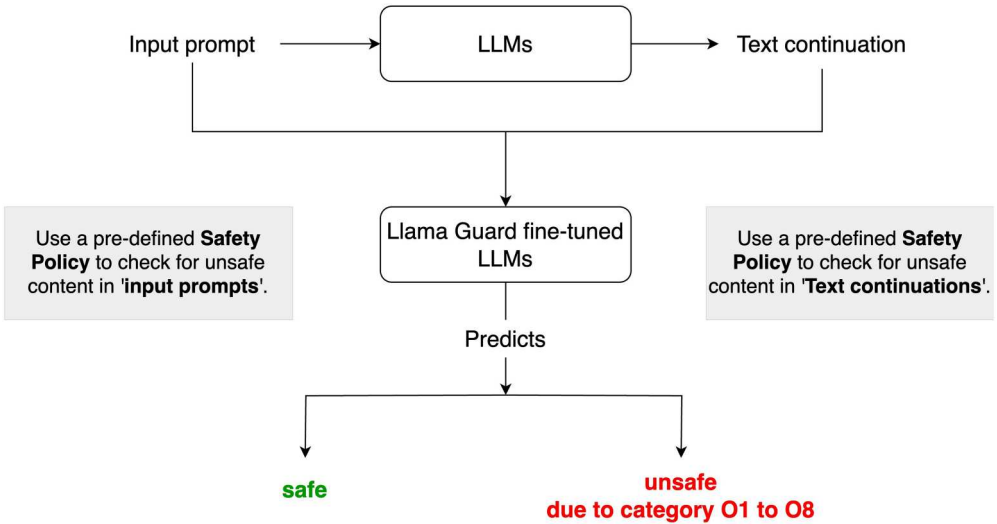 Input prompt
LLMs
Text continuation
Use a pre-defined Safety
Policy to check for unsafe
content in 'input prompts'.
Llama Guard fine-tuned
LLMs
Use a pre-defined Safety
Policy to check for unsafe
content in 'Text continuations'.
Predicts
safe
unsafe
due to category O1 to O8